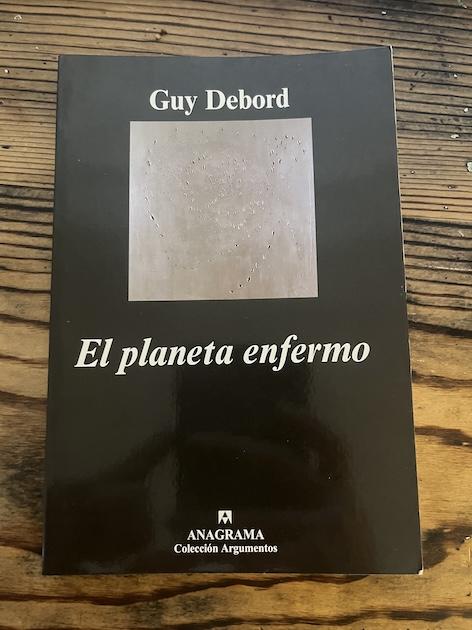 Guy Debord
El planeta enfermo
ANAGRAMA
Colección Argumentos